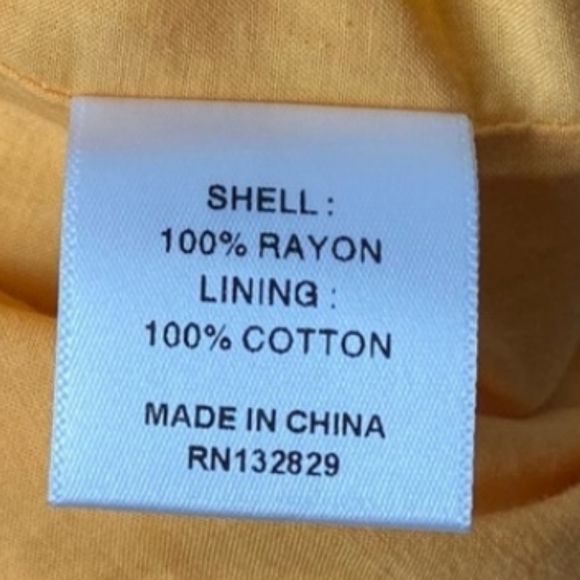 SHELL :
100% RAYON
LINING :
100% COTTON
MADE IN CHINA
RN132829